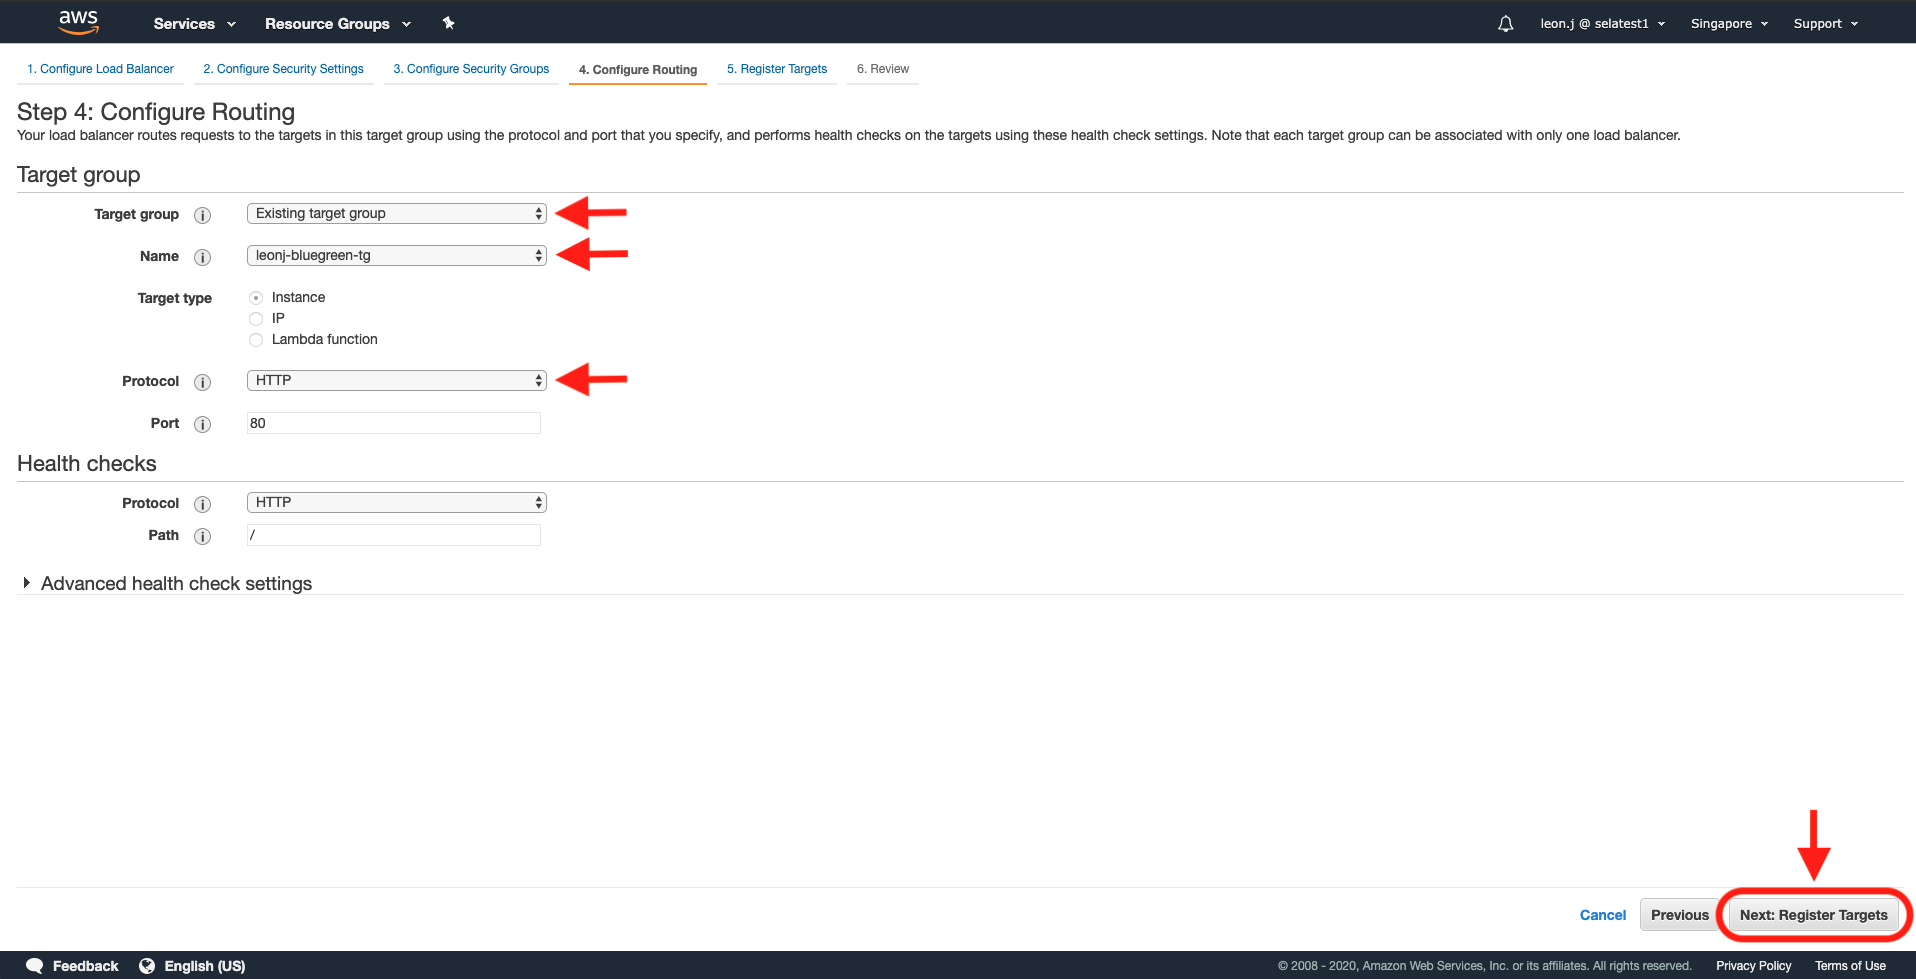 aws Services Resource Groups leon.j @ selatest1 Singapore Support
1. Configure Load Balancer 2. Configure Security Settings 3. Configure Security Groups 4. Configure Routing 5. Register Targets 6. Review
Step 4: Configure Routing
Your load balancer routes requests to the targets in this target group using the protocol and port that you specify, and performs health checks on the targets using these health check settings. Note that each target group can be associated with only one load balancer.
Target group
Target group i Existing target group
Name i leonj-bluegreen-tg
Target type Instance
IP
Lambda function
Protocol i HTTP
Port i 80
Health checks
Protocol i HTTP
Path i /
Advanced health check settings
Cancel Previous Next: Register Targets
Feedback English (US) © 2008 - 2020, Amazon Web Services, Inc. or its affiliates. All rights reserved. Privacy Policy Terms of Use